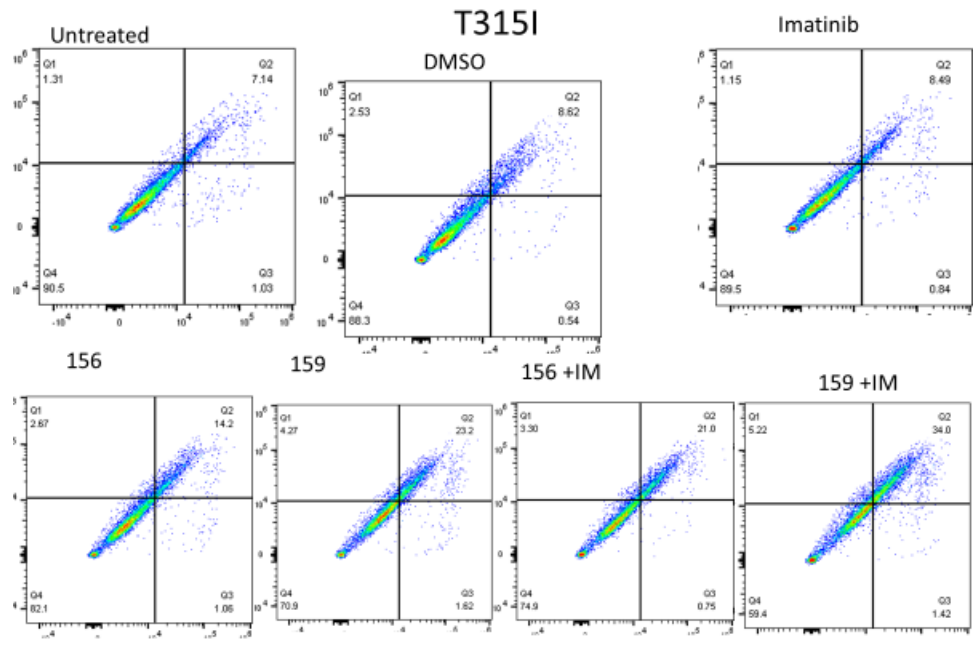 T315I
Untreated
DMSO
Imatinib
Q1
1.31
Q2
7.14
Q4
90.5
Q3
1.03
Q1
2.53
Q2
8.62
Q4
88.3
Q3
0.54
Q1
1.15
Q2
8.49
Q4
89.5
Q3
0.84
156
159
156 +IM
159 +IM
Q1
2.67
Q2
14.2
Q4
82.1
Q3
1.06
Q1
4.27
Q2
23.2
Q4
70.9
Q3
1.62
Q1
3.30
Q2
21.0
Q4
74.9
Q3
0.75
Q1
5.22
Q2
34.0
Q4
59.4
Q3
1.42